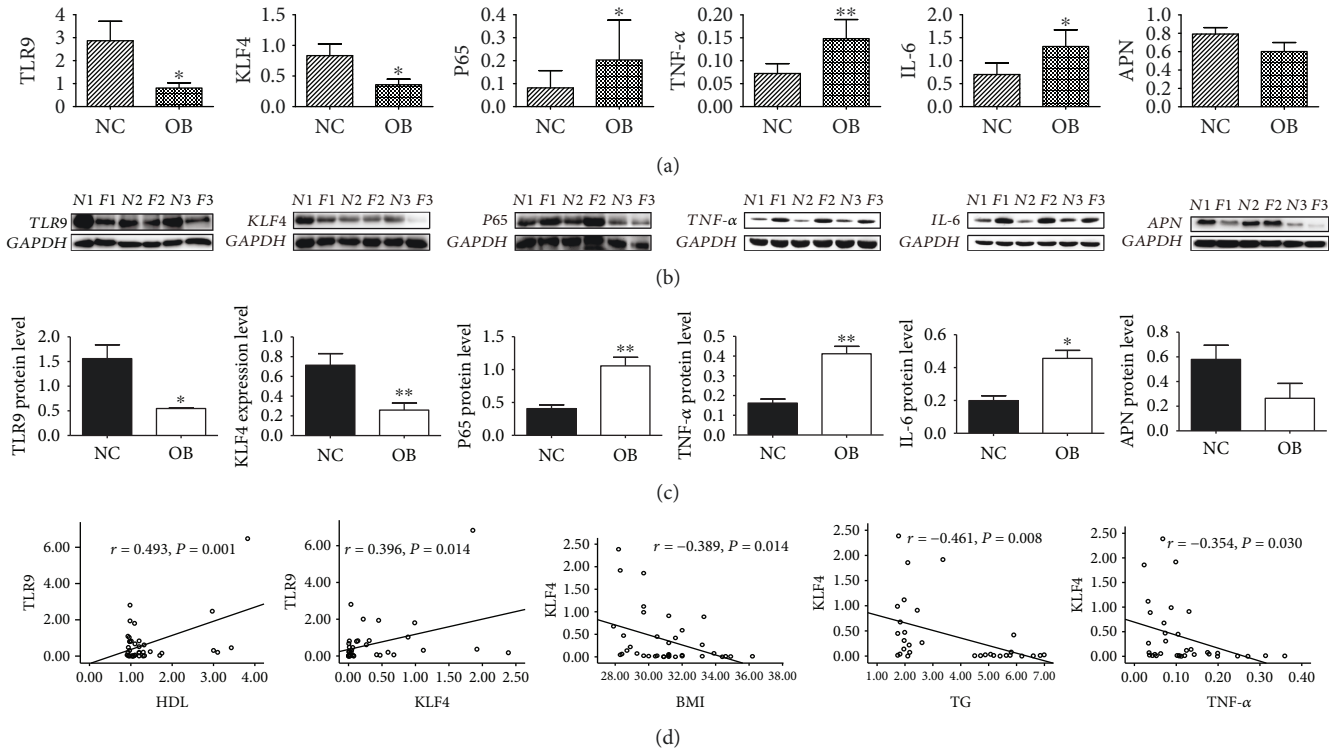 TLR9
4
3
2
1
0
*
NC OB
KLF4
1.5
1.0
0.5
0.0
*
NC OB
P65
0.4
0.3
0.2
0.1
0.0
*
NC OB
TNF-α
0.20
0.15
0.10
0.05
0.00
**
NC OB
IL-6
2.0
1.5
1.0
0.5
0.0
*
NC OB
APN
1.0
0.8
0.6
0.4
0.2
0.0
NC OB
(a)
N1 F1 N2 F2 N3 F3
TLR9
GAPDH
N1 F1 N2 F2 N3 F3
KLF4
GAPDH
N1 F1 N2 F2 N3 F3
P65
GAPDH
N1 F1 N2 F2 N3 F3
TNF-α
GAPDH
N1 F1 N2 F2 N3 F3
IL-6
GAPDH
N1 F1 N2 F2 N3 F3
APN
GAPDH
(b)
TLR9 protein level
2.0
1.5
1.0
0.5
0.0
*
NC OB
KLF4 expression level
1.0
0.8
0.6
0.4
0.2
0.0
**
NC OB
P65 protein level
1.5
1.0
0.5
0.0
**
NC OB
TNF-α protein level
0.5
0.4
0.3
0.2
0.1
0.0
**
NC OB
IL-6 protein level
0.6
0.4
0.2
0.0
*
NC OB
APN protein level
0.8
0.6
0.4
0.2
0.0
NC OB
(c)
r = 0.493, P = 0.001
TLR9
6.00
4.00
2.00
0.00
0.00 1.00 2.00 3.00 4.00
HDL
r = 0.396, P = 0.014
TLR9
8.00
6.00
4.00
2.00
0.00
0.00 0.50 1.00 1.50 2.00 2.50
KLF4
r = −0.389, P = 0.014
KLF4
2.50
2.00
1.50
1.00
0.50
0.00
28.00 30.00 32.00 34.00 36.00 38.00
BMI
r = −0.461, P = 0.008
KLF4
2.50
2.00
1.50
1.00
0.50
0.00
1.00 2.00 3.00 4.00 5.00 6.00 7.00
TG
r = −0.354, P = 0.030
KLF4
2.50
2.00
1.50
1.00
0.50
0.00
0.00 0.10 0.20 0.30 0.40
TNF-α
(d)